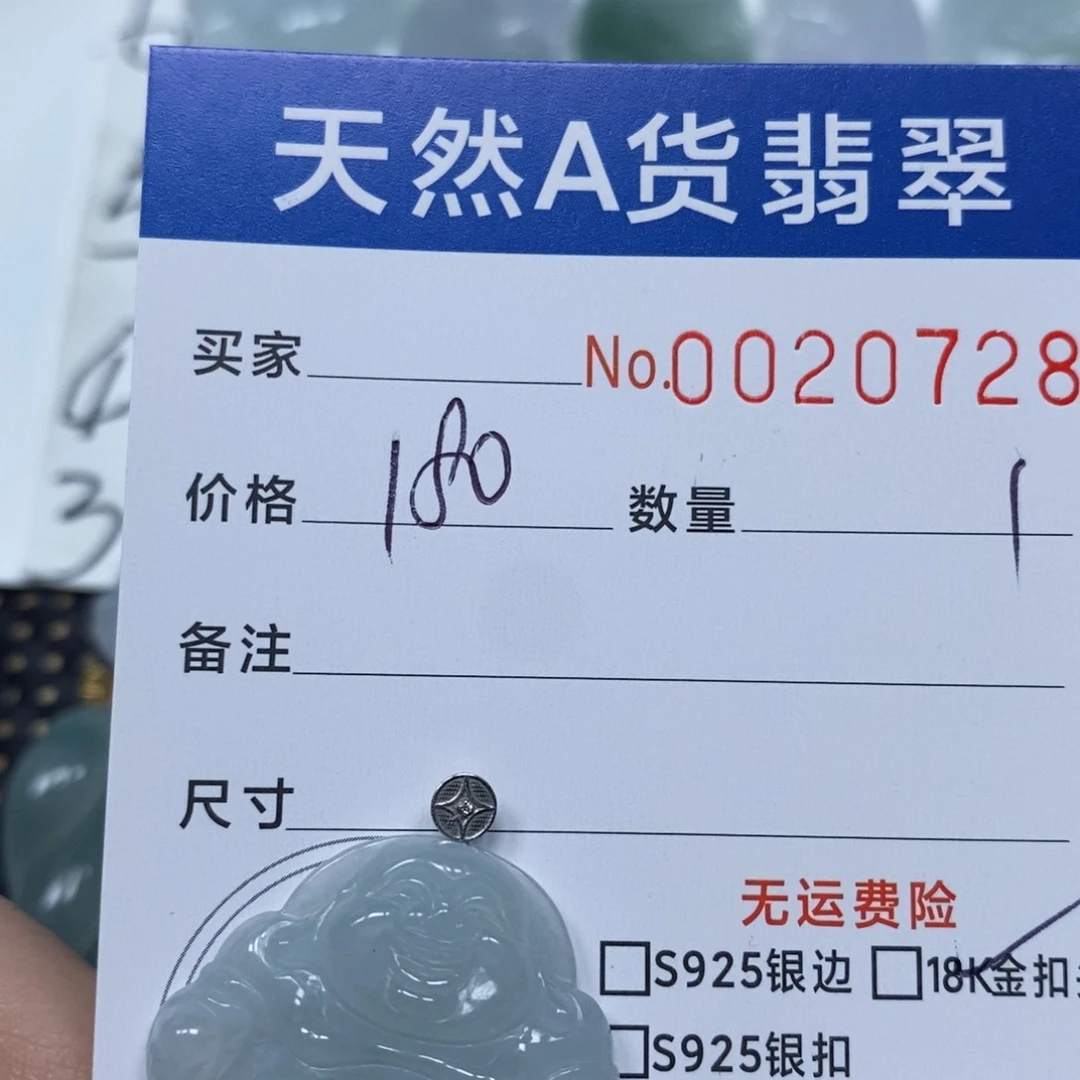 天然A货翡翠
买家 No.0020728
价格 180 数量 1
备注
尺寸
无运费险
S925银边 18K金扣
S925银扣
3